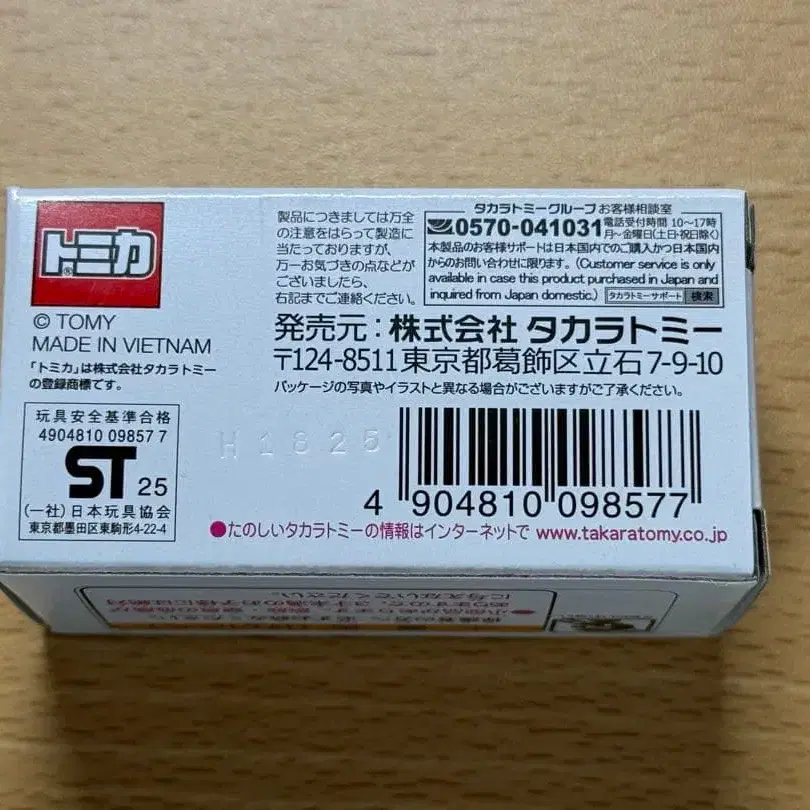 トミカ®
© TOMY
MADE IN VIETNAM
「トミカ」は株式会社タカラトミー
の登録商標です。
製品につきましては万全
の注意をはらって製造に
当たっておりますが、
万一お気づきの点などが
ございましたら、
右記までご連絡ください。
タカラトミーグループお客様相談室
0570-041031
電話受付時間 10〜17時
月〜金曜日(土日・祝日除く)
本製品のお客様サポートは日本国内でのご購入かつ日本国内
からのお問い合わせに限ります。(Customer service is only
available in case this product purchased in Japan and
inquired from Japan domestic.) タカラトミーサポート 検索
発売元：株式会社 タカラトミー
〒124-8511 東京都葛飾区立石 7-9-10
パッケージの写真やイラストと異なる場合がございますがご了承ください。
玩具安全基準合格
4904810 09857 7
ST 25
(一社)日本玩具協会
東京都墨田区東駒形4-22-4
H1825
4 904810 098577
●たのしいタカラトミーの情報はインターネットで www.takaratomy.co.jp
に与えないでください。